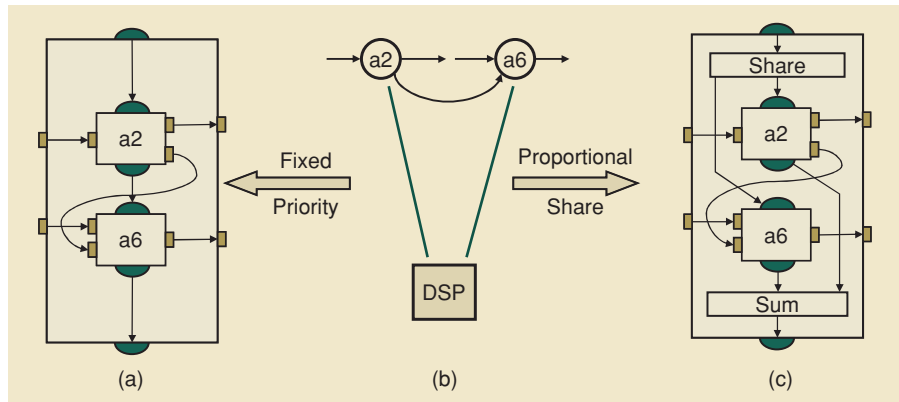 a2
a6
(a)
Fixed
Priority
a2
a6
DSP
(b)
Proportional
Share
Share
a2
a6
Sum
(c)